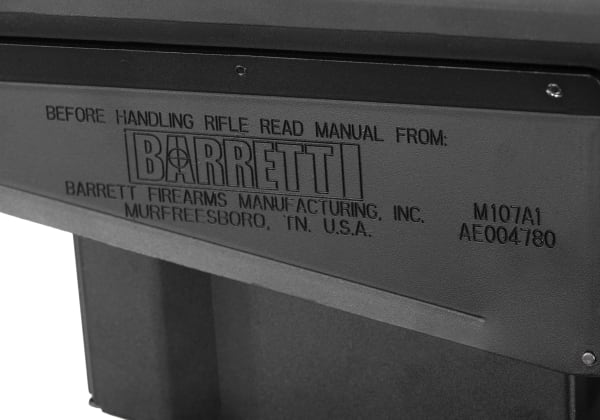 BEFORE HANDLING RIFLE READ MANUAL FROM:
BARRETT
BARRETT FIREARMS MANUFACTURING, INC.
MURFREESBORO, TN. U.S.A.
M107A1
AE004780